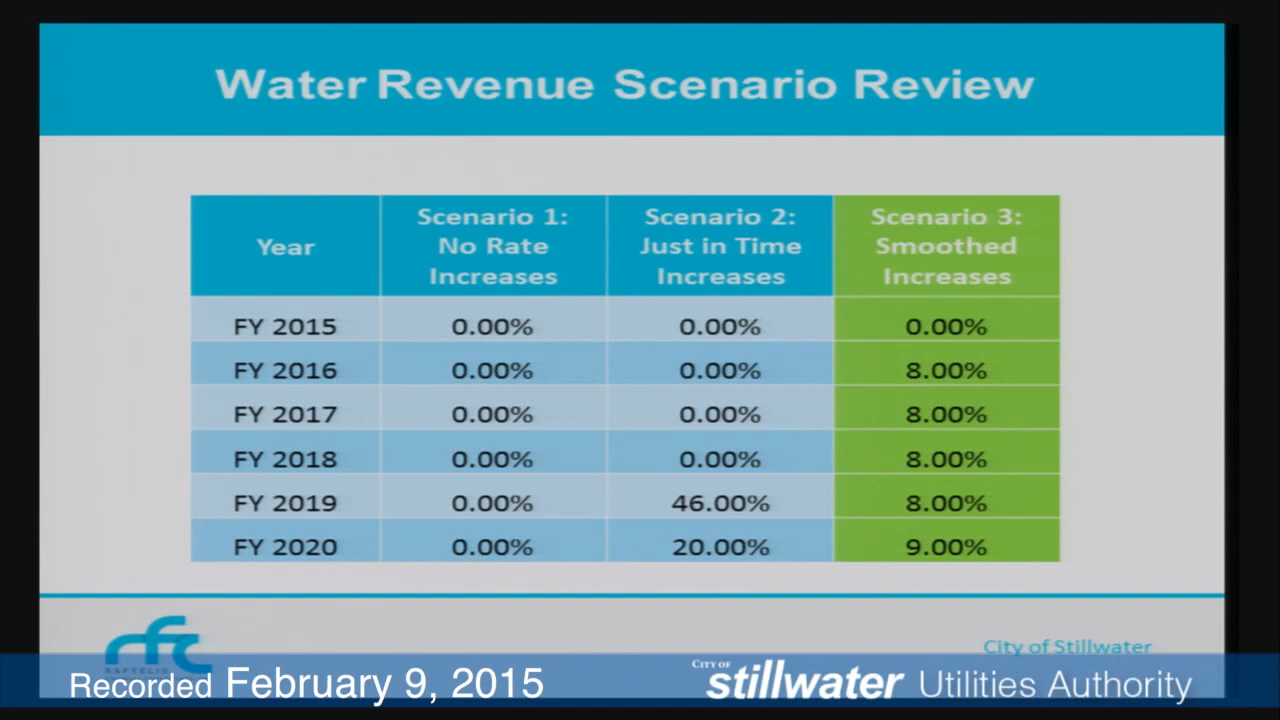 Water Revenue Scenario Review
Year
Scenario 1:
No Rate
Increases
Scenario 2:
Just in Time
Increases
Scenario 3:
Smoothed
Increases
FY 2015 0.00% 0.00% 0.00%
FY 2016 0.00% 0.00% 8.00%
FY 2017 0.00% 0.00% 8.00%
FY 2018 0.00% 0.00% 8.00%
FY 2019 0.00% 46.00% 8.00%
FY 2020 0.00% 20.00% 9.00%
rfc
RAFTELIS
City of Stillwater
Recorded February 9, 2015
CITY OF
stillwater Utilities Authority